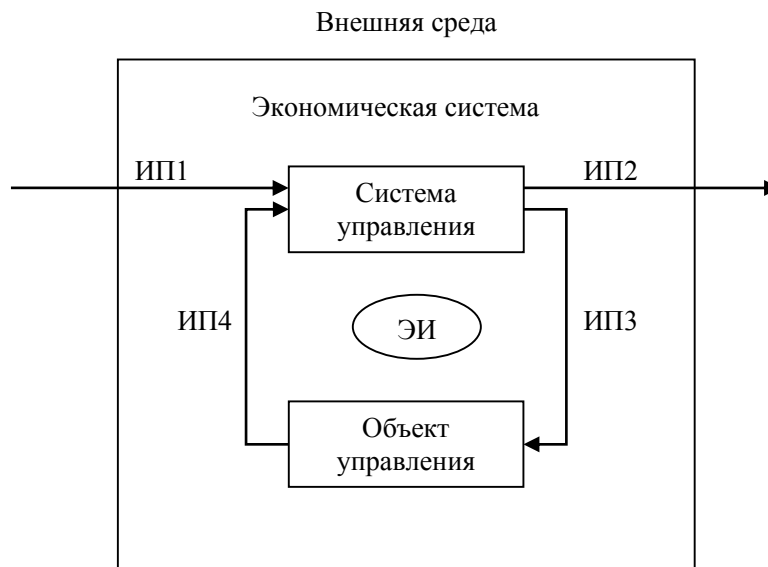 Внешняя среда
Экономическая система
ИП1
ИП2
Система
управления
ИП4
ЭИ
ИП3
Объект
управления